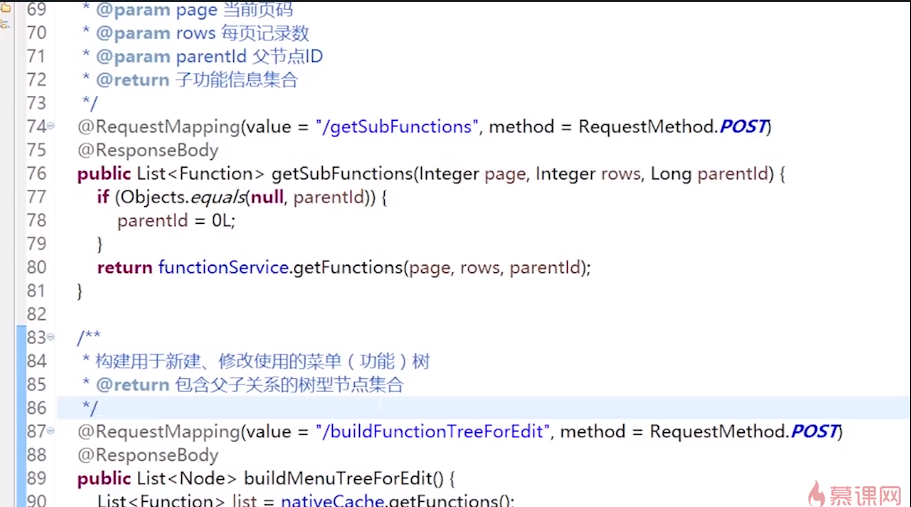 69 * @param page 当前页码
70 * @param rows 每页记录数
71 * @param parentId 父节点ID
72 * @return 子功能信息集合
73 */
74 @RequestMapping(value = "/getSubFunctions", method = RequestMethod.POST)
75 @ResponseBody
76 public List<Function> getSubFunctions(Integer page, Integer rows, Long parentId) {
77 if (Objects.equals(null, parentId)) {
78 parentId = 0L;
79 }
80 return functionService.getFunctions(page, rows, parentId);
81 }
82
83 /**
84 * 构建用于新建、修改使用的菜单（功能）树
85 * @return 包含父子关系的树型节点集合
86 */
87 @RequestMapping(value = "/buildFunctionTreeForEdit", method = RequestMethod.POST)
88 @ResponseBody
89 public List<Node> buildMenuTreeForEdit() {
90 List<Function> list = nativeCache.getFunctions();
慕课网